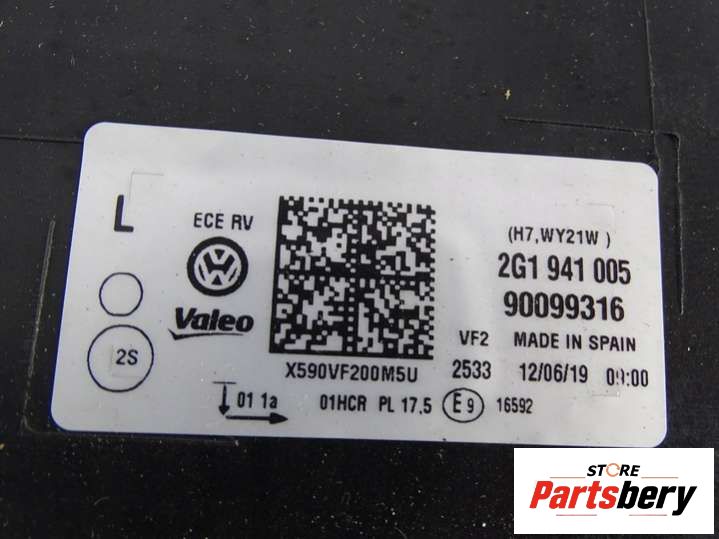 L
ECE RV
(H7,WY21W )
2G1 941 005
90099316
Valeo
2S
VF2 MADE IN SPAIN
X590VF200M5U
2533 12/06/19
01 1a
01HCR PL 17,5 E9 16592
STORE
Partsbery